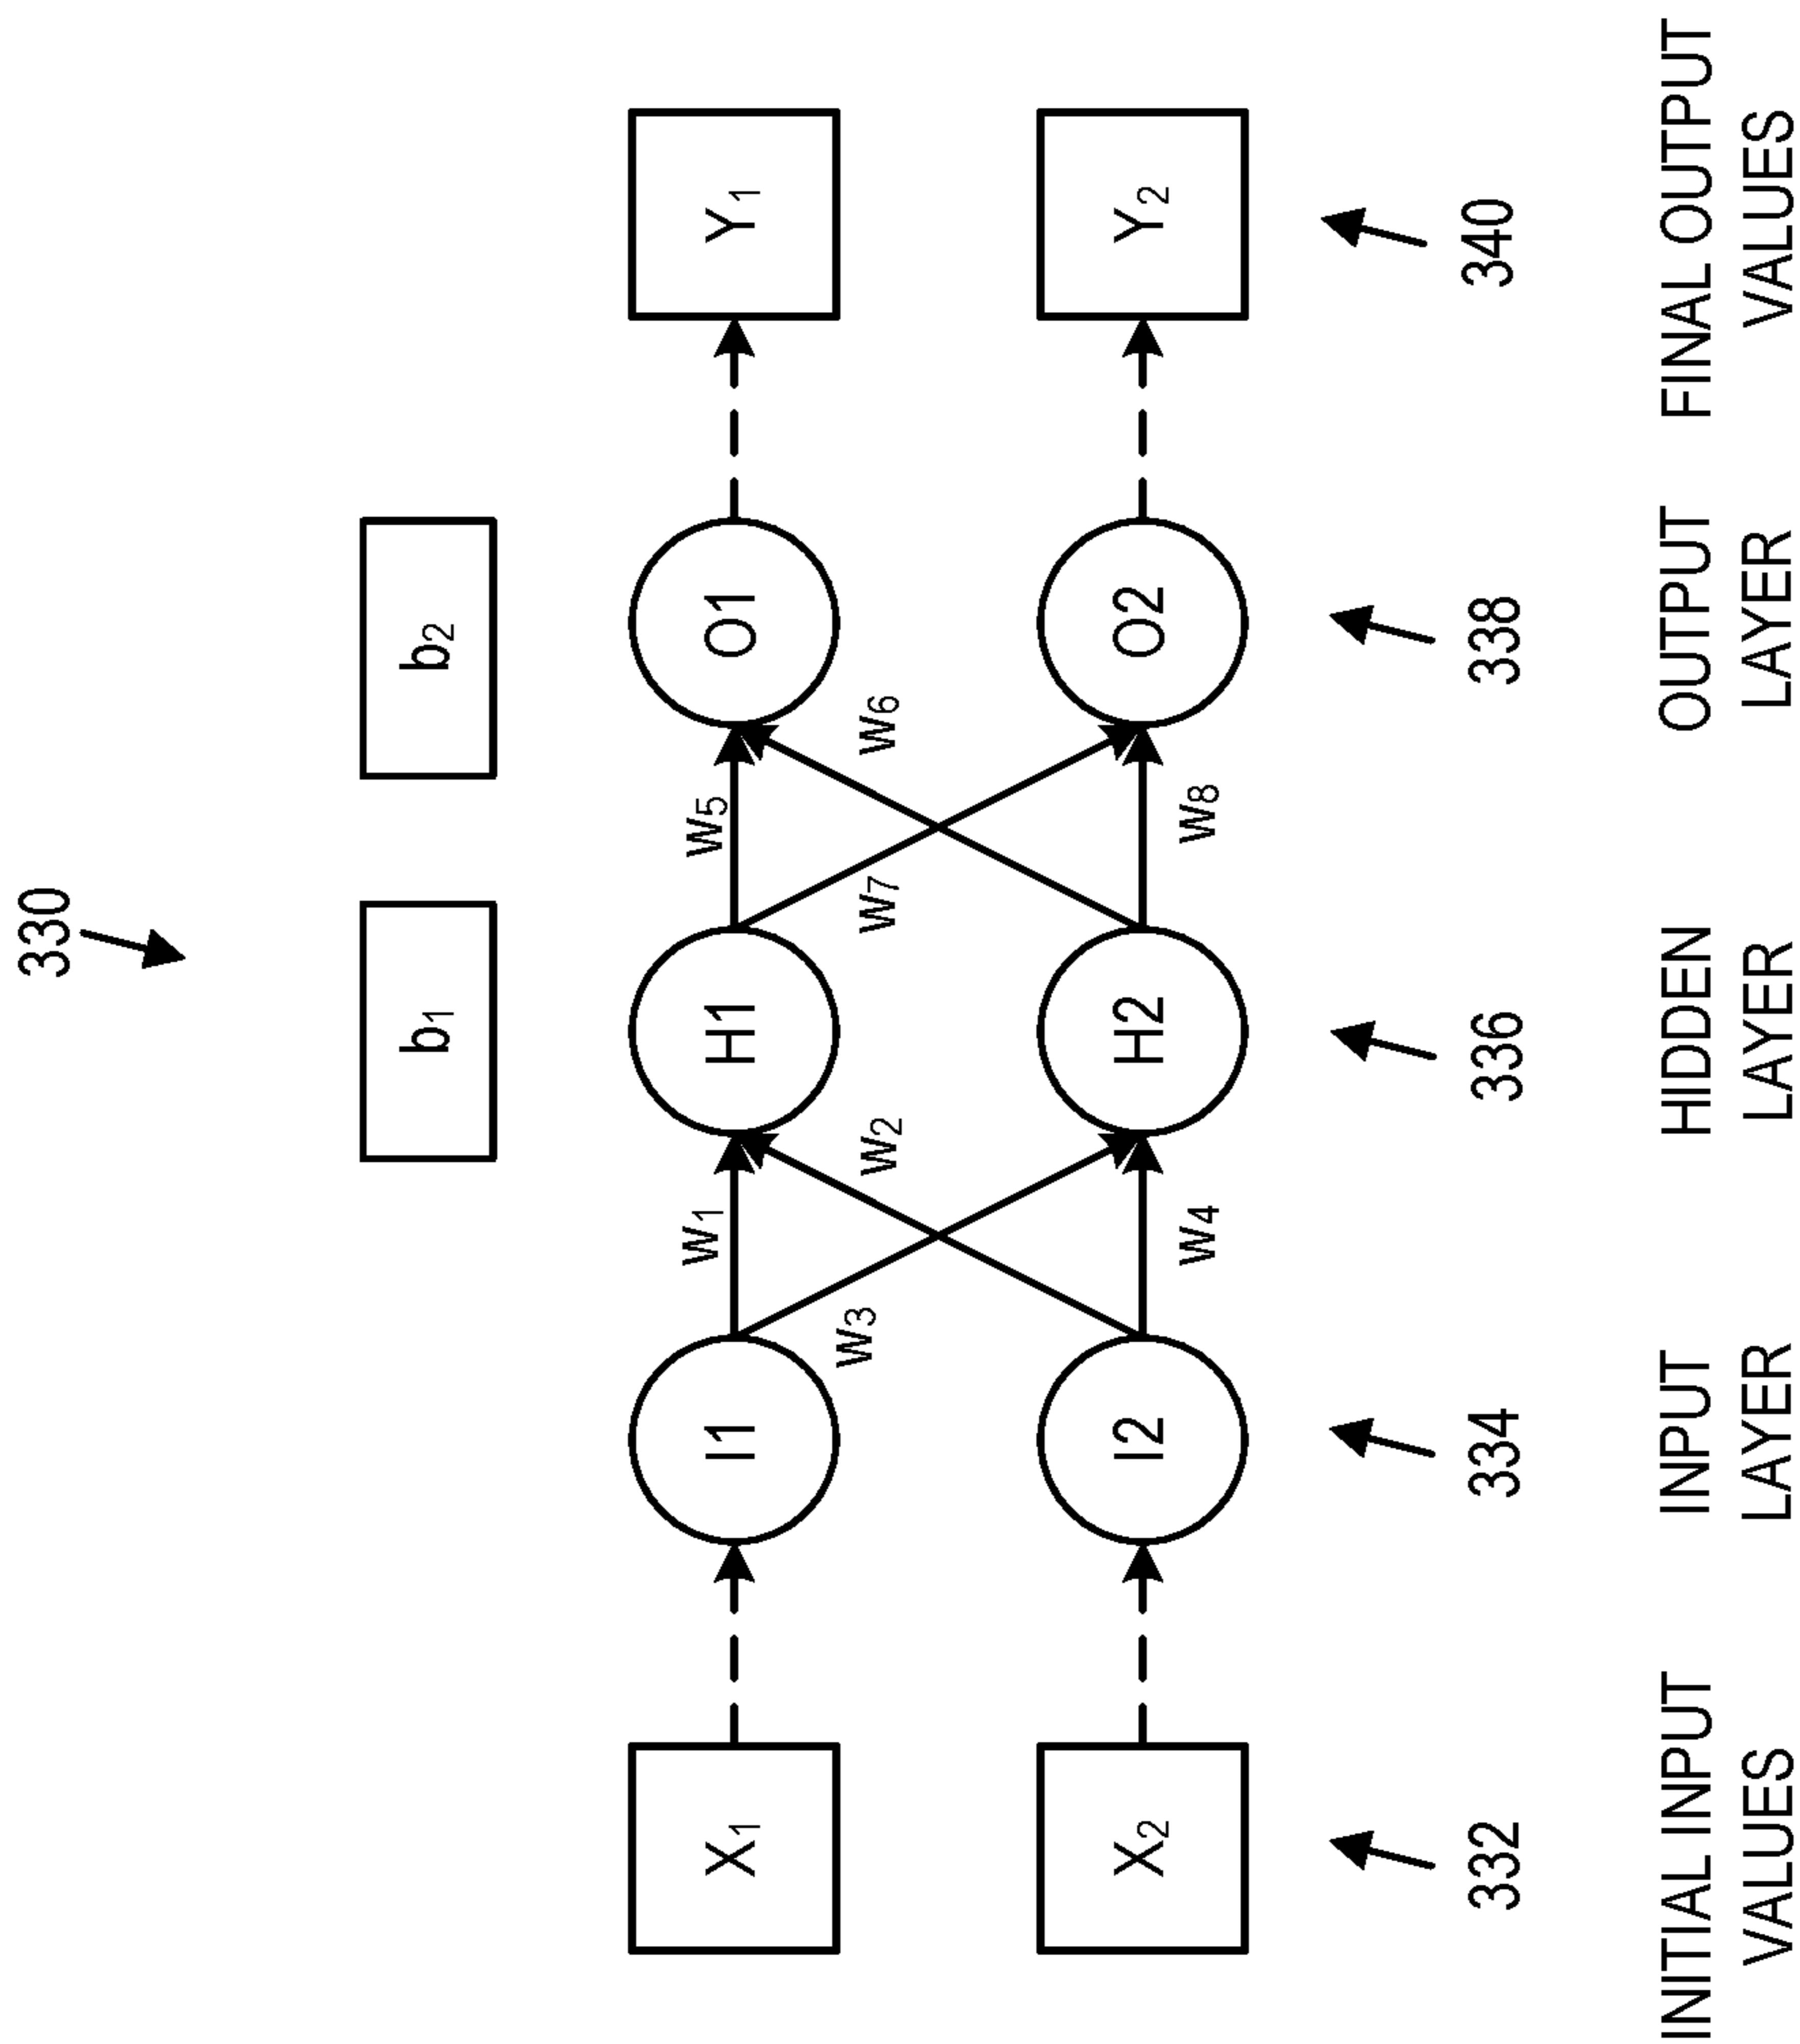 330
b1
b2
X1
I1
w1
H1
w5
O1
Y1
w3
w2
w7
w6
X2
I2
w4
H2
w8
O2
Y2
332
334
336
338
340
INITIAL INPUT
VALUES
INPUT
LAYER
HIDDEN
LAYER
OUTPUT
LAYER
FINAL OUTPUT
VALUES